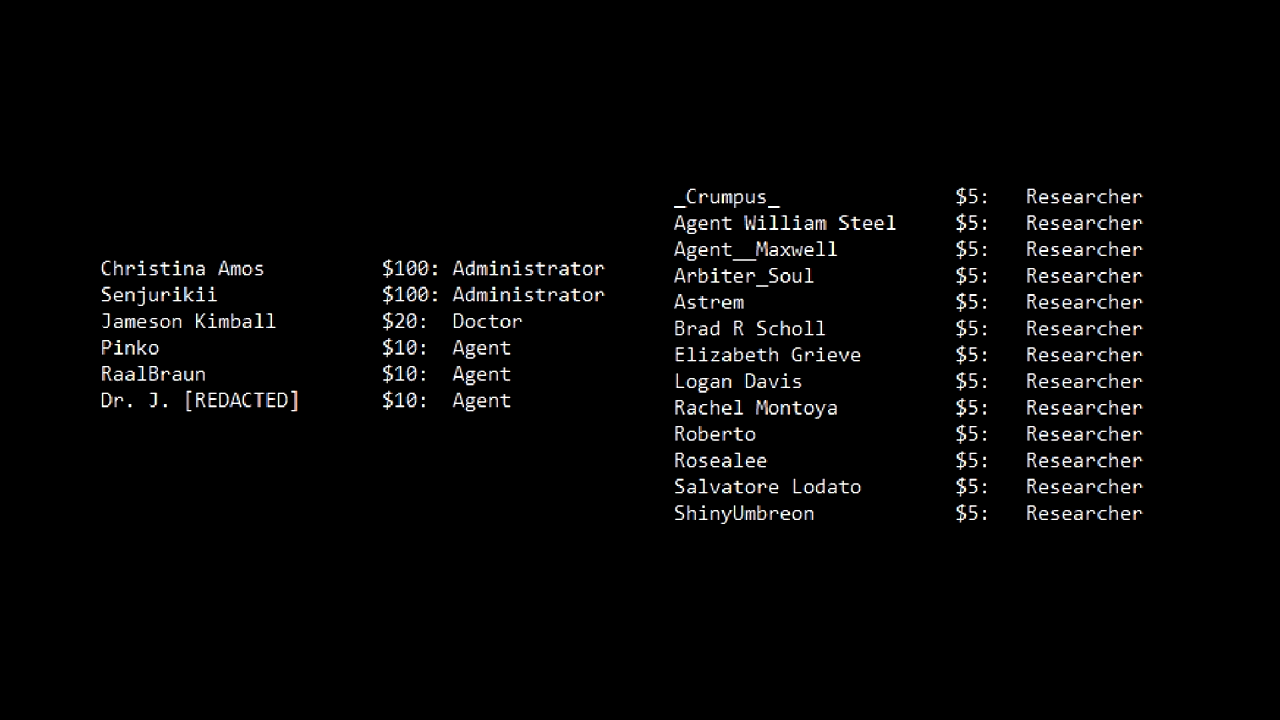 Christina Amos $100: Administrator
Senjurikii $100: Administrator
Jameson Kimball $20: Doctor
Pinko $10: Agent
RaalBraun $10: Agent
Dr. J. [REDACTED] $10: Agent
_Crumpus_ $5: Researcher
Agent William Steel $5: Researcher
Agent__Maxwell $5: Researcher
Arbiter_Soul $5: Researcher
Astrem $5: Researcher
Brad R Scholl $5: Researcher
Elizabeth Grieve $5: Researcher
Logan Davis $5: Researcher
Rachel Montoya $5: Researcher
Roberto $5: Researcher
Rosealee $5: Researcher
Salvatore Lodato $5: Researcher
ShinyUmbreon $5: Researcher